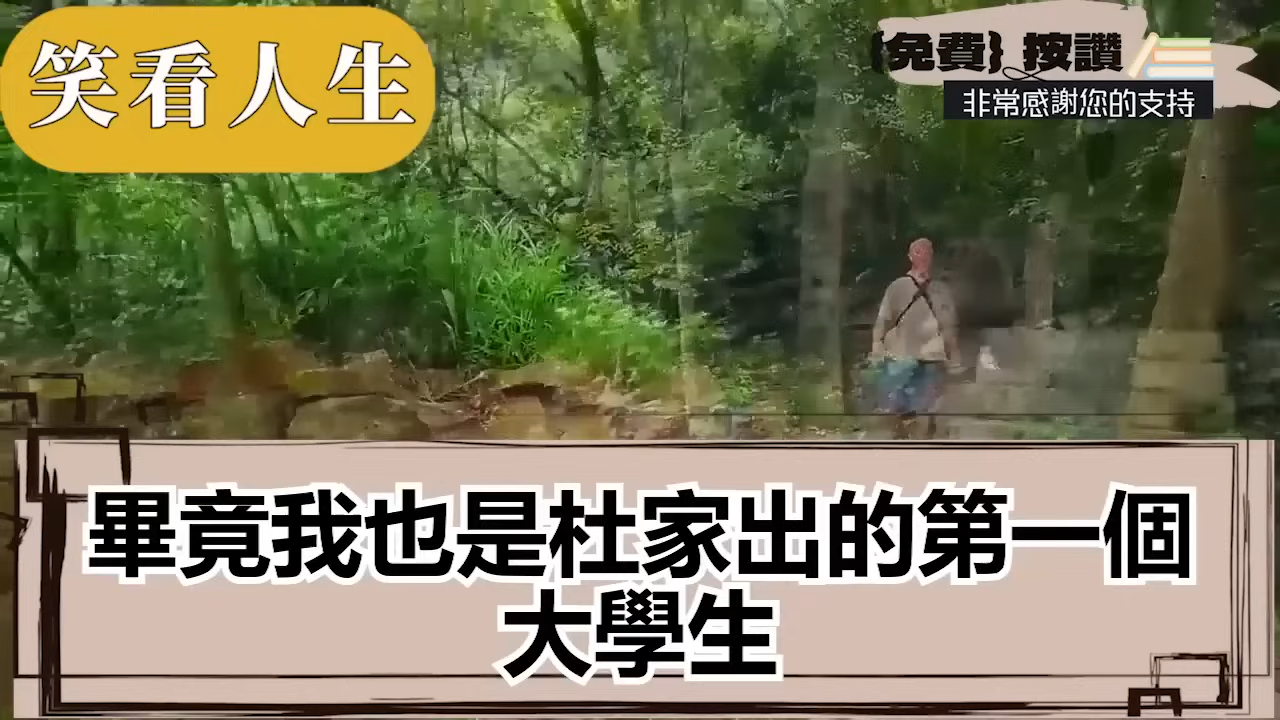 笑看人生
{免費} 按讚
非常感謝您的支持
畢竟我也是杜家出的第一個
大學生